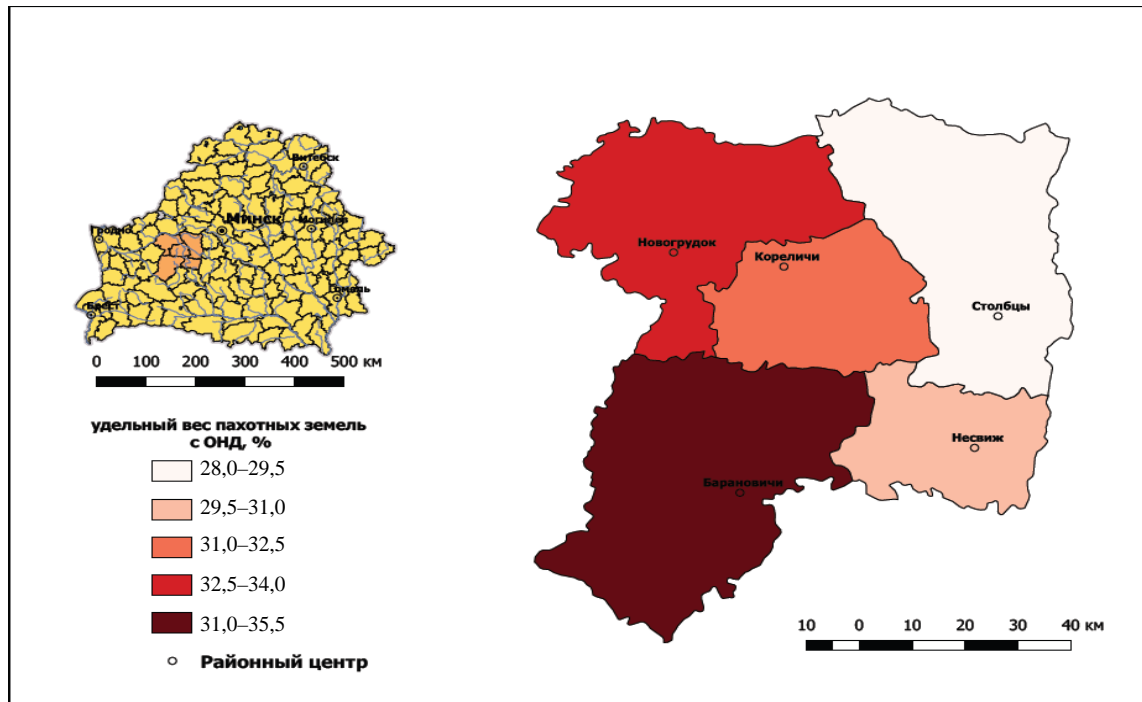 Витебск
Минск
Могилев
Гродно
Гомель
Брест
0 100 200 300 400 500 км
удельный вес пахотных земель
с ОНД, %
28,0–29,5
29,5–31,0
31,0–32,5
32,5–34,0
31,0–35,5
Районный центр
Новогрудок
Кореличи
Столбцы
Несвиж
Барановичи
10 0 10 20 30 40 км